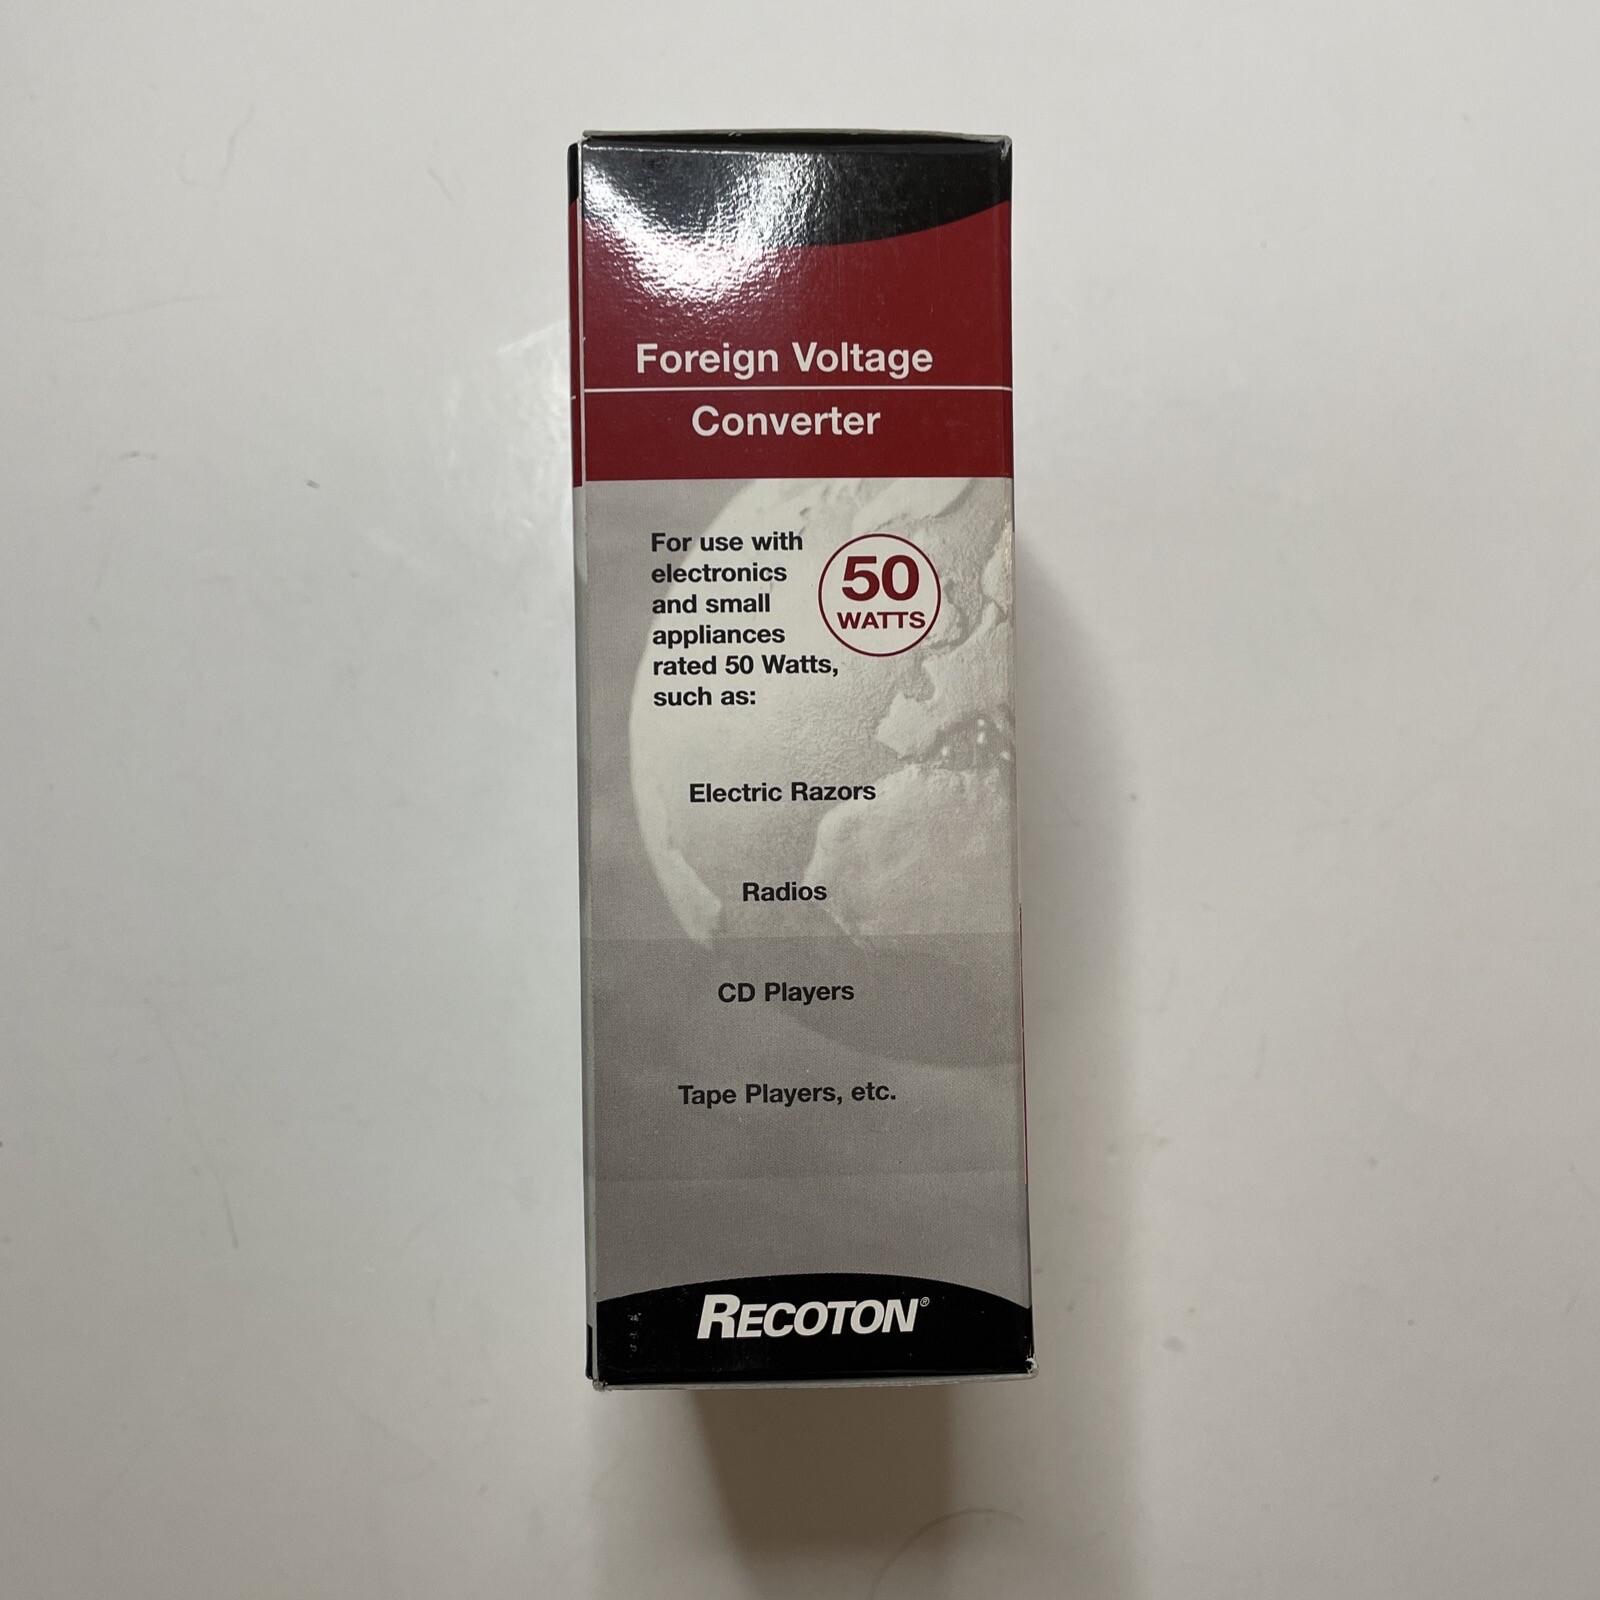 Foreign Voltage
Converter
For use with
electronics
and small
appliances
rated 50 Watts,
such as:
50
WATTS
Electric Razors
Radios
CD Players
Tape Players, etc.
RECOTON®